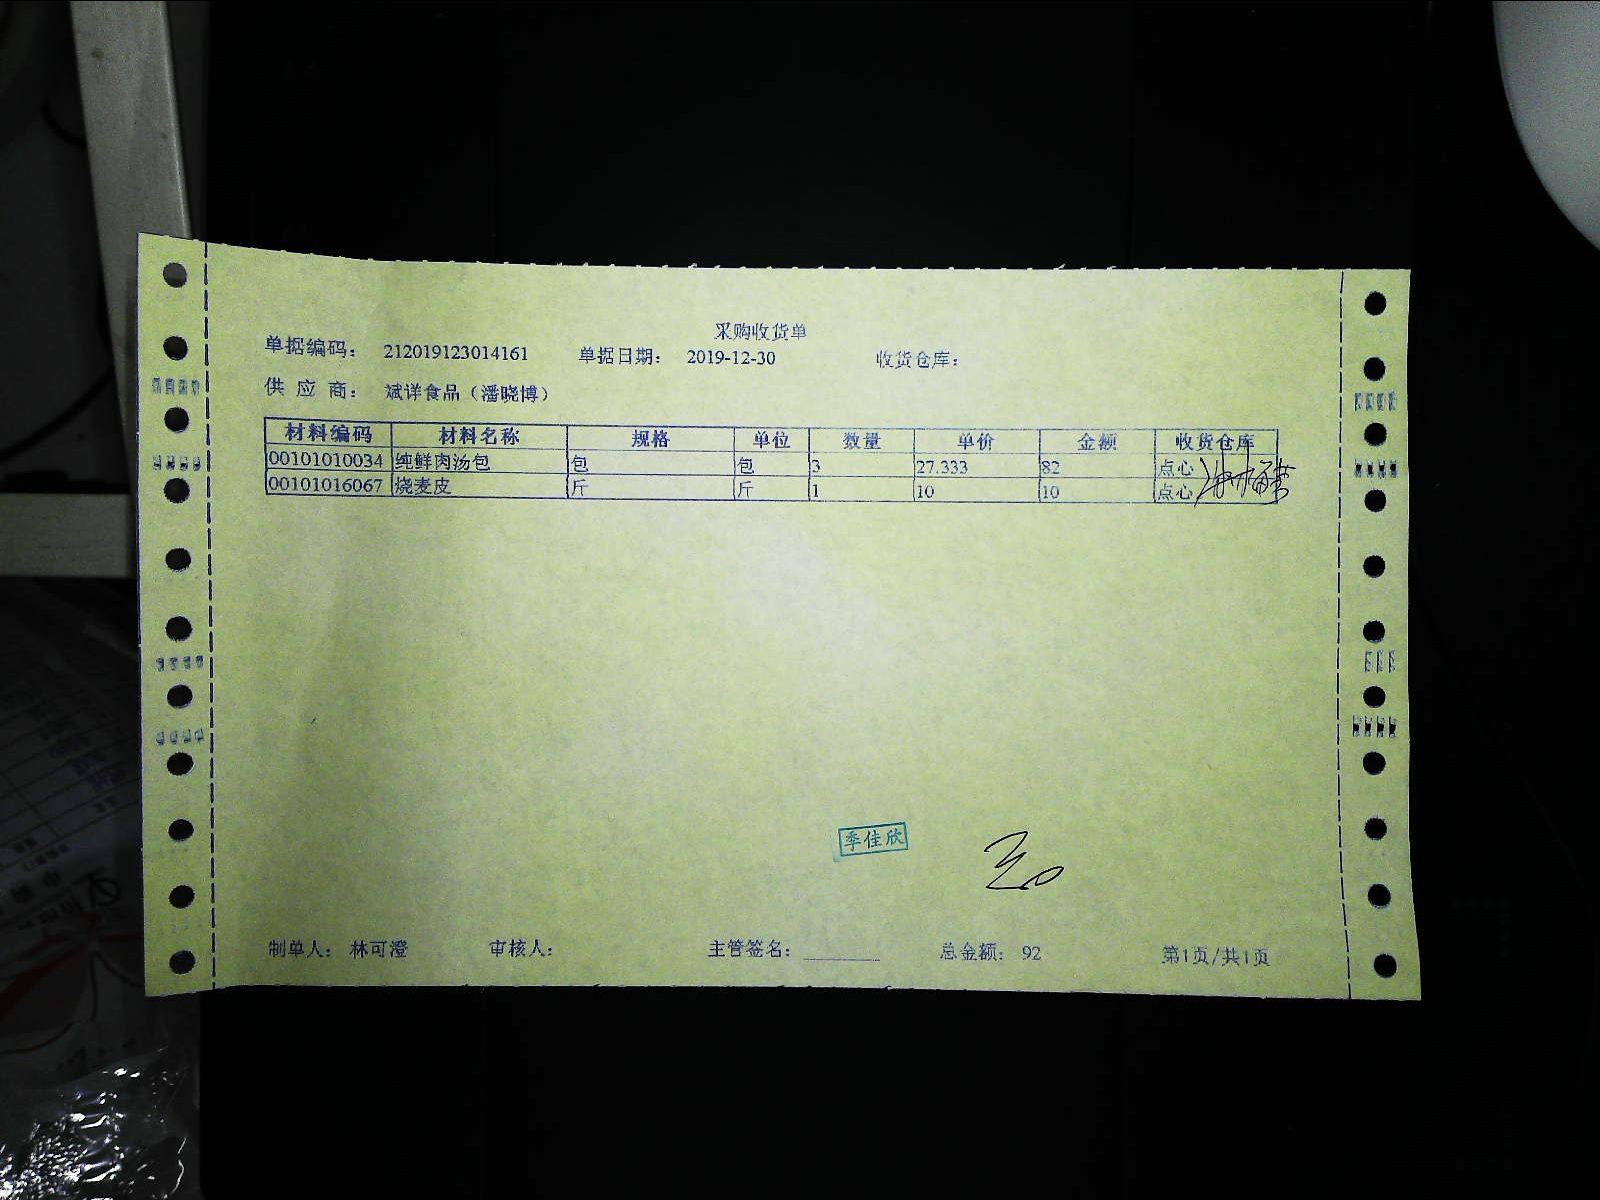 采购收货单
单据编码： 212019123014161 单据日期： 2019-12-30 收货仓库：
供 应 商： 斌详食品（潘晓博）
材料编码 材料名称 规格 单位 数量 单价 金额 收货仓库
00101010034 纯鲜肉汤包 包 包 3 27.333 82 点心
00101016067 烧麦皮 斤 斤 1 10 10 点心
季佳欣
制单人： 林可澄 审核人： 主管签名： 总金额： 92 第1页/共1页